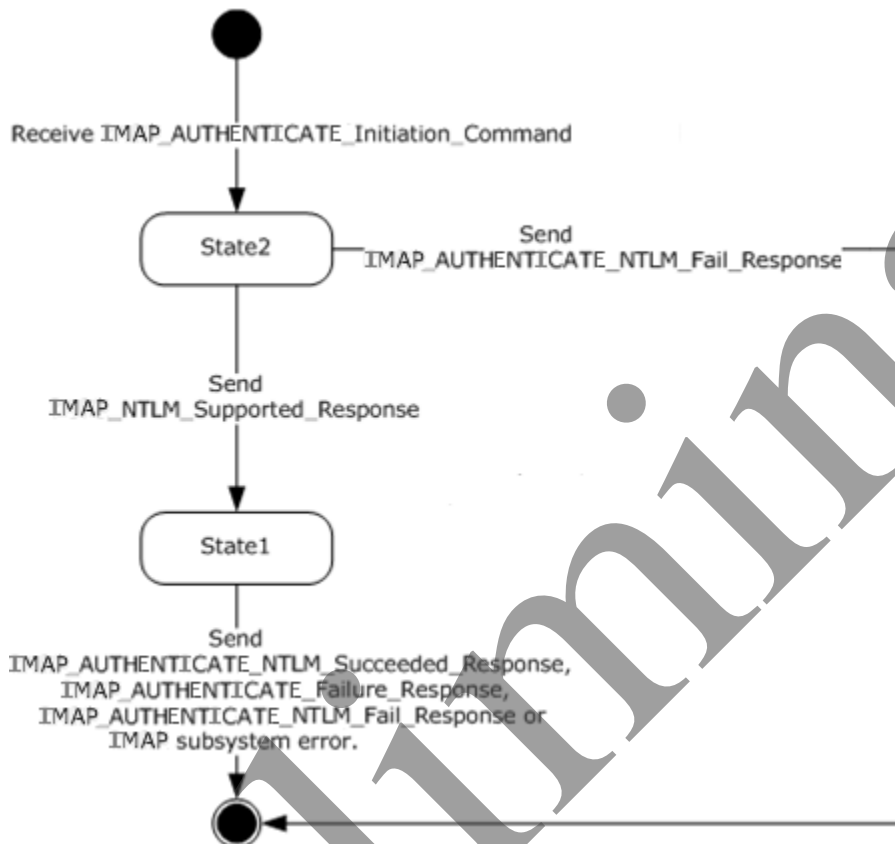 Receive IMAP_AUTHENTICATE_Initiation_Command
State2
Send
IMAP_AUTHENTICATE_NTLM_Fail_Response
Send
IMAP_NTLM_Supported_Response
State1
Send
IMAP_AUTHENTICATE_NTLM_Succeeded_Response,
IMAP_AUTHENTICATE_Failure_Response,
IMAP_AUTHENTICATE_NTLM_Fail_Response or
IMAP subsystem error.